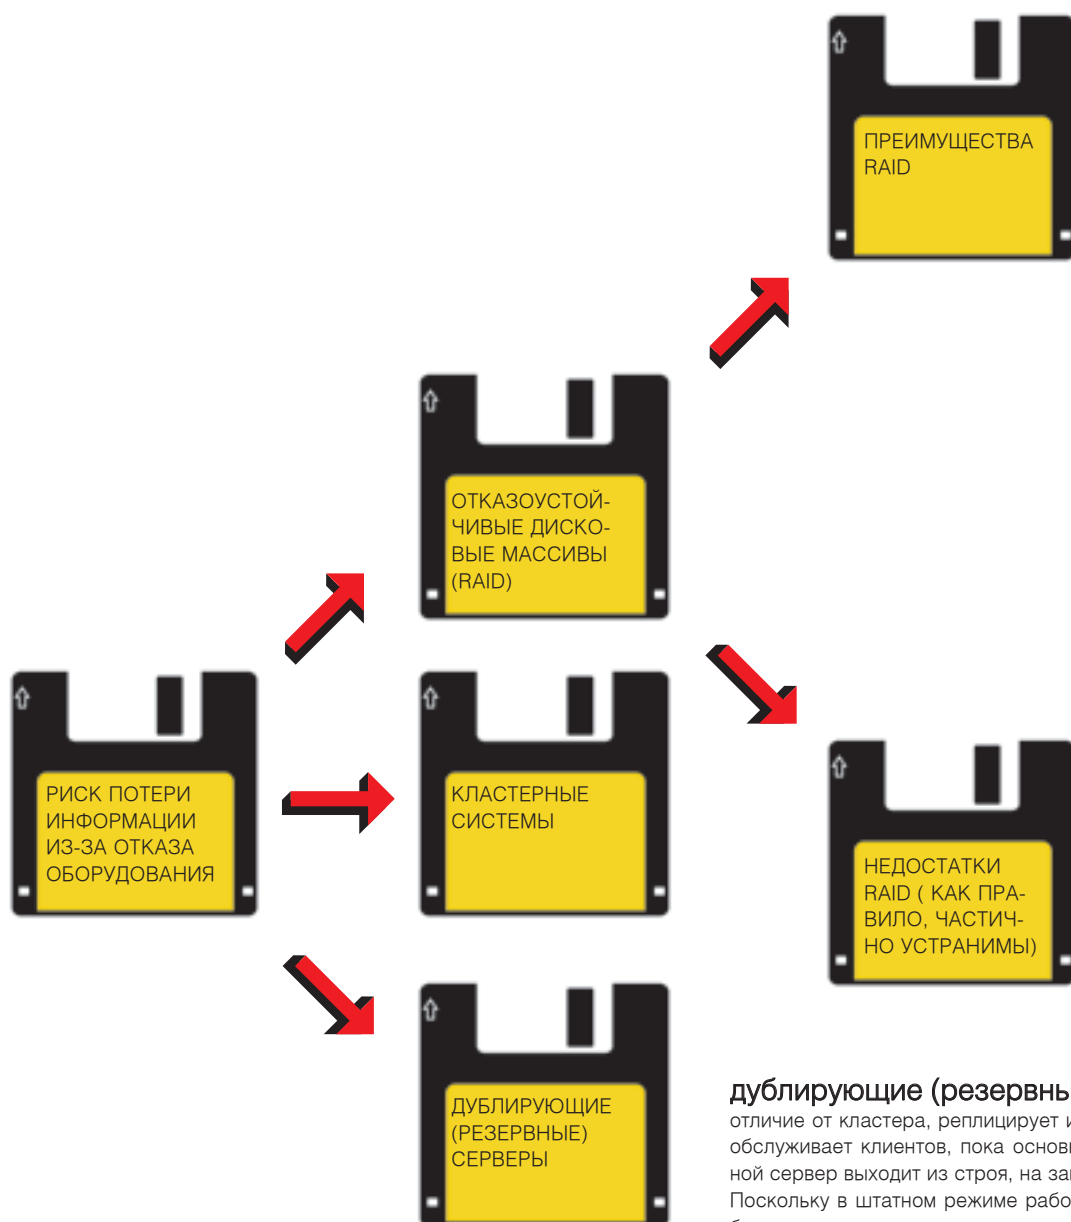 ПРЕИМУЩЕСТВА
RAID
ОТКАЗОУСТОЙ-
ЧИВЫЕ ДИСКО-
ВЫЕ МАССИВЫ
(RAID)
РИСК ПОТЕРИ
ИНФОРМАЦИИ
ИЗ-ЗА ОТКАЗА
ОБОРУДОВАНИЯ
КЛАСТЕРНЫЕ
СИСТЕМЫ
НЕДОСТАТКИ
RAID ( КАК ПРА-
ВИЛО, ЧАСТИЧ-
НО УСТРАНИМЫ)
ДУБЛИРУЮЩИЕ
(РЕЗЕРВНЫЕ)
СЕРВЕРЫ
дублирующие
отличие от кластера, реплицирует
обслуживает клиентов, пока
ной сервер выходит из строя, на
Поскольку в штатном режиме